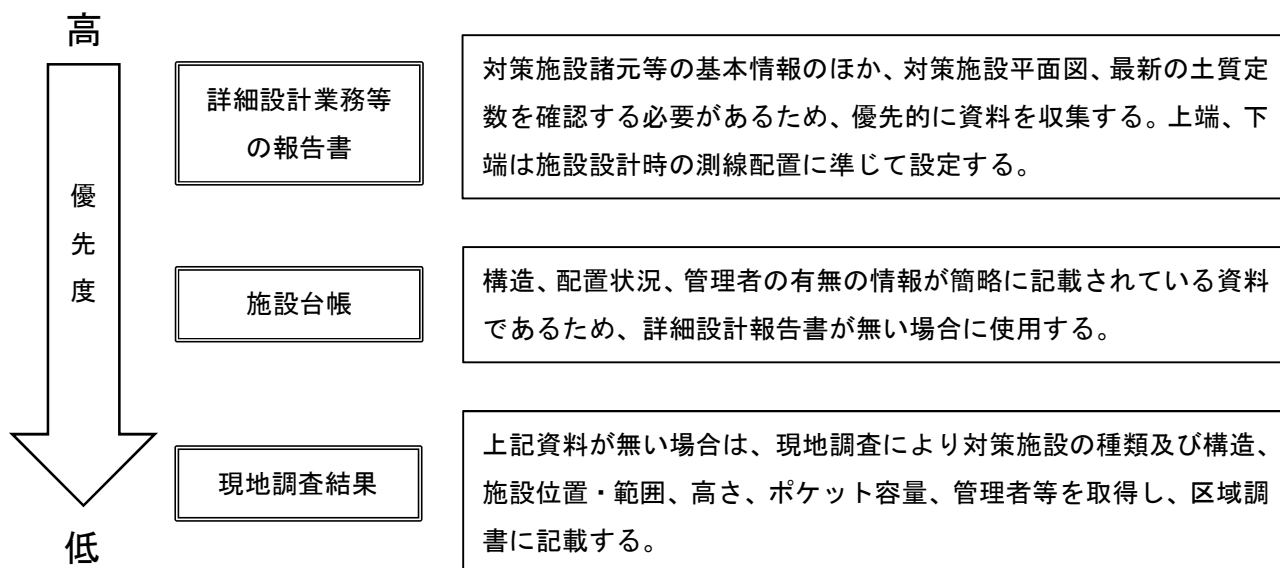 高
優
先
度
低
詳細設計業務等
の報告書
対策施設諸元等の基本情報のほか、対策施設平面図、最新の土質定
数を確認する必要があるため、優先的に資料を収集する。上端、下
端は施設設計時の測線配置に準じて設定する。
施設台帳
構造、配置状況、管理者の有無の情報が簡略に記載されている資料
であるため、詳細設計報告書が無い場合に使用する。
現地調査結果
上記資料が無い場合は、現地調査により対策施設の種類及び構造、
施設位置・範囲、高さ、ポケット容量、管理者等を取得し、区域調
書に記載する。